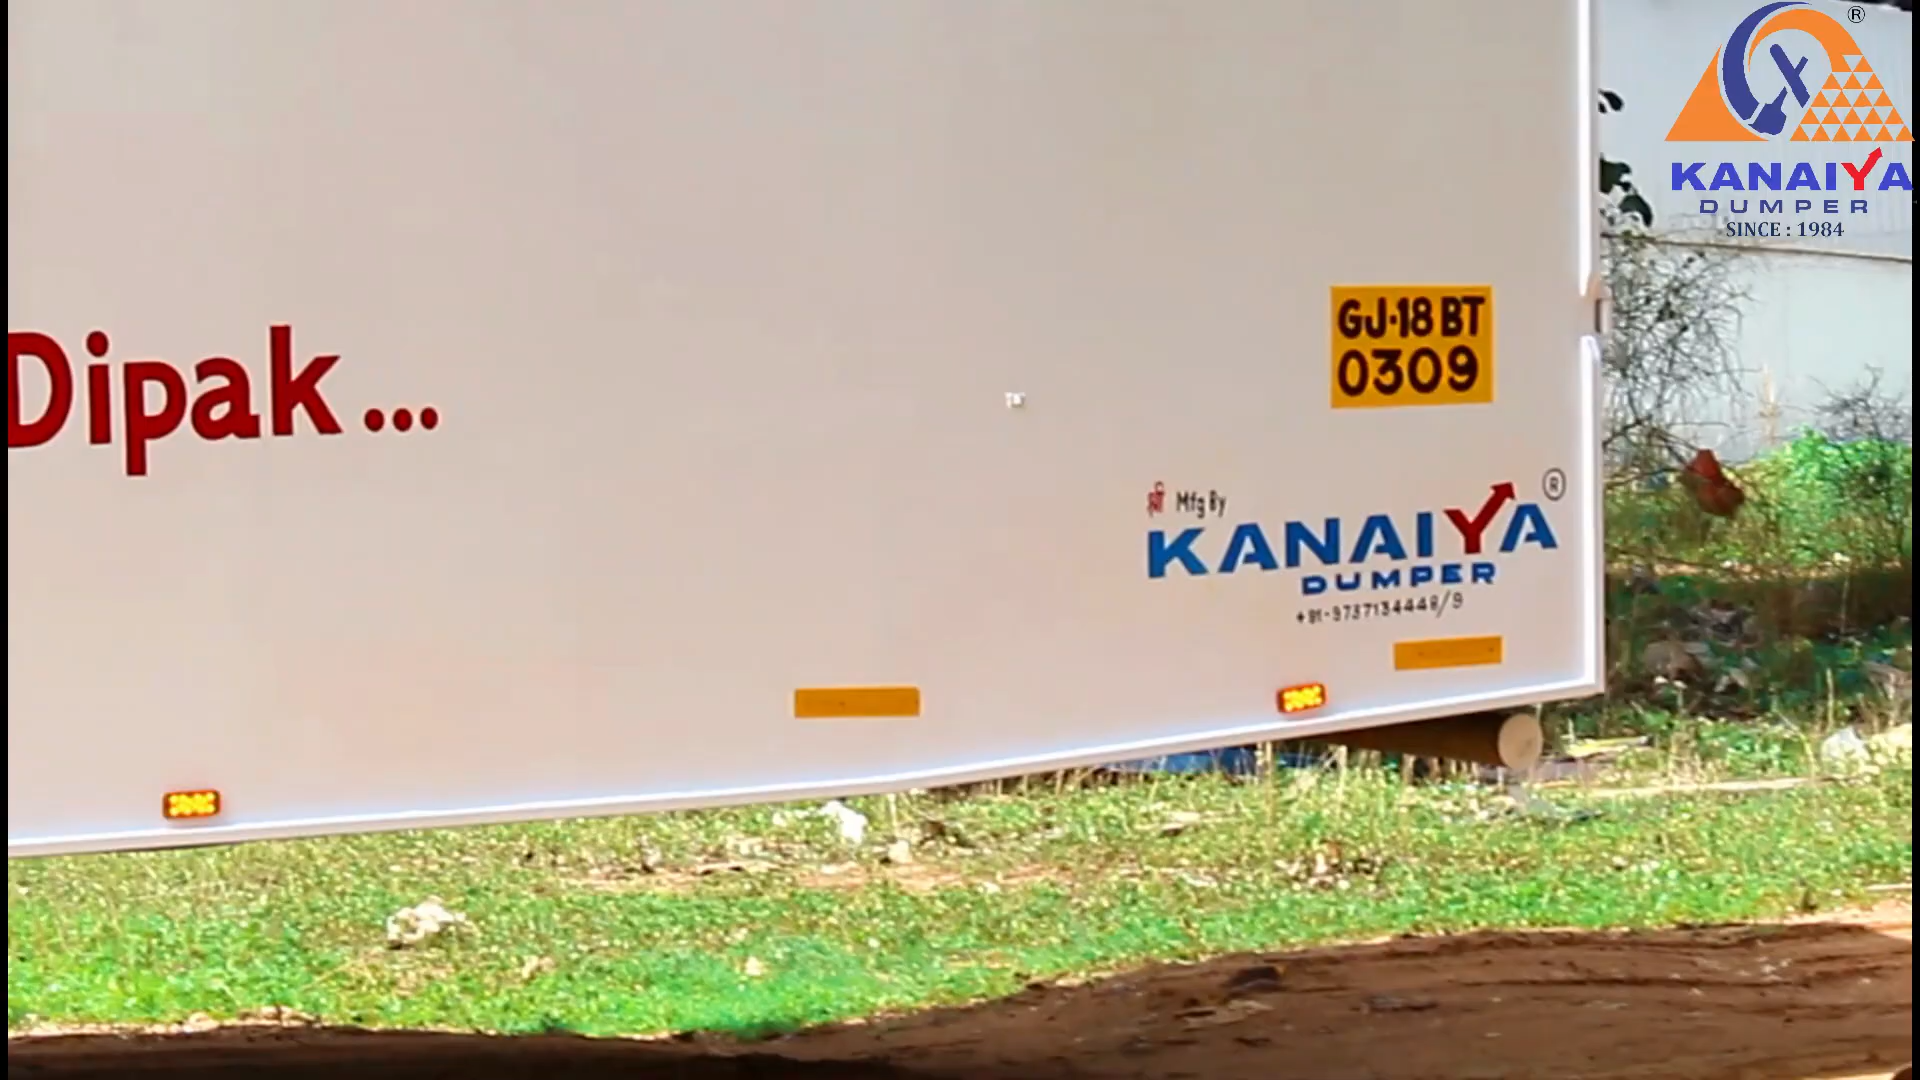 ®
KANAIYA
DUMPER
SINCE : 1984
GJ·18 BT
0309
Dipak...
श्री Mfg By
®
KANAIYA
DUMPER
+91-9737134448/9